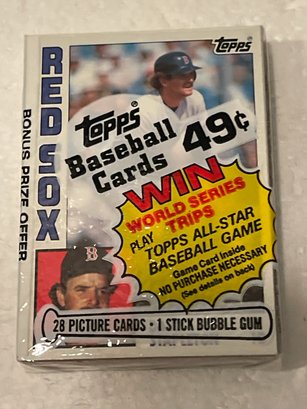 Topps
RED SOX
BONUS PRIZE OFFER
Topps
Baseball
Cards
49¢
WIN
WORLD SERIES
TRIPS
PLAY
TOPPS ALL-STAR
BASEBALL GAME
Game Card Inside
NO PURCHASE NECESSARY
(See details on back)
B
28 PICTURE CARDS • 1 STICK BUBBLE GUM
STAPLETON